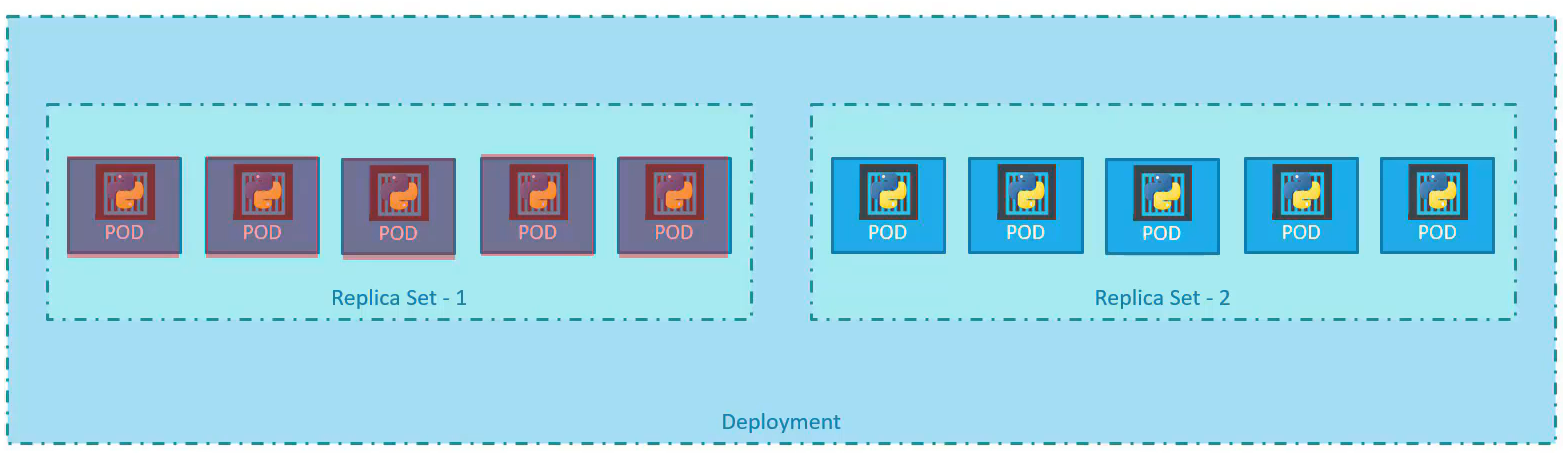 POD
POD
POD
POD
POD
Replica Set - 1
POD
POD
POD
POD
POD
Replica Set - 2
Deployment